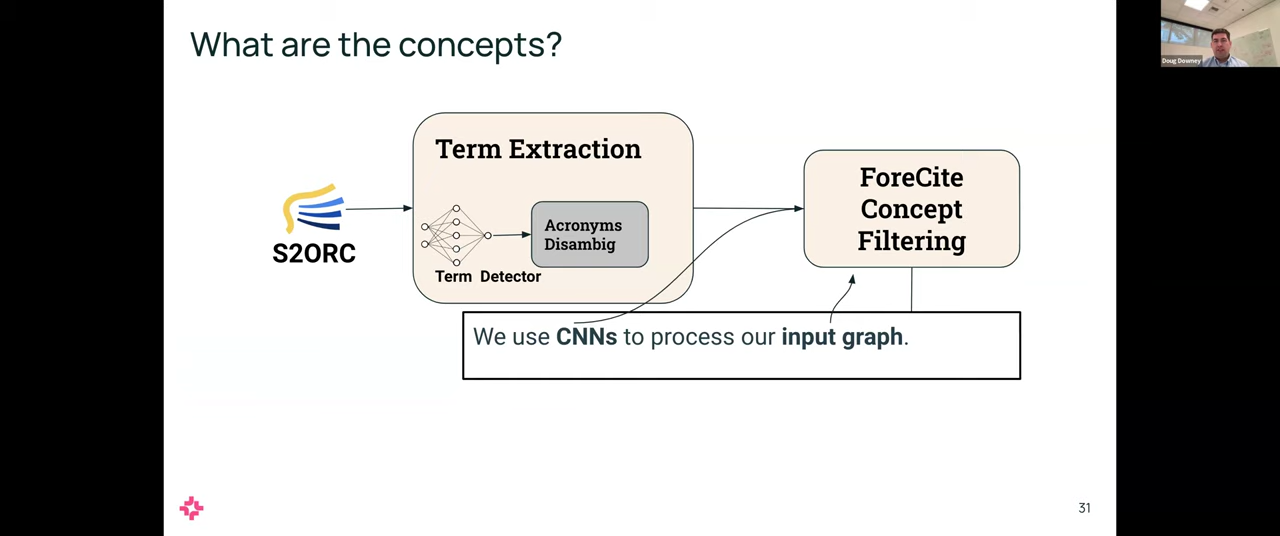 What are the concepts?
Doug Downey
Term Extraction
S2ORC
Acronyms
Disambig
Term Detector
ForeCite
Concept
Filtering
We use CNNs to process our input graph.
31